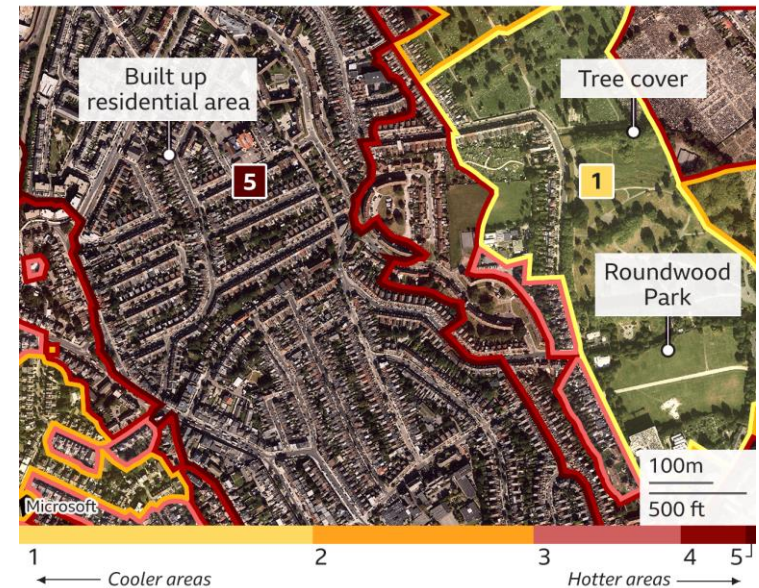 Built up
residential area
Tree cover
5
1
Roundwood
Park
100m
500 ft
Microsoft
1 2 3 4 5
← Cooler areas Hotter areas →